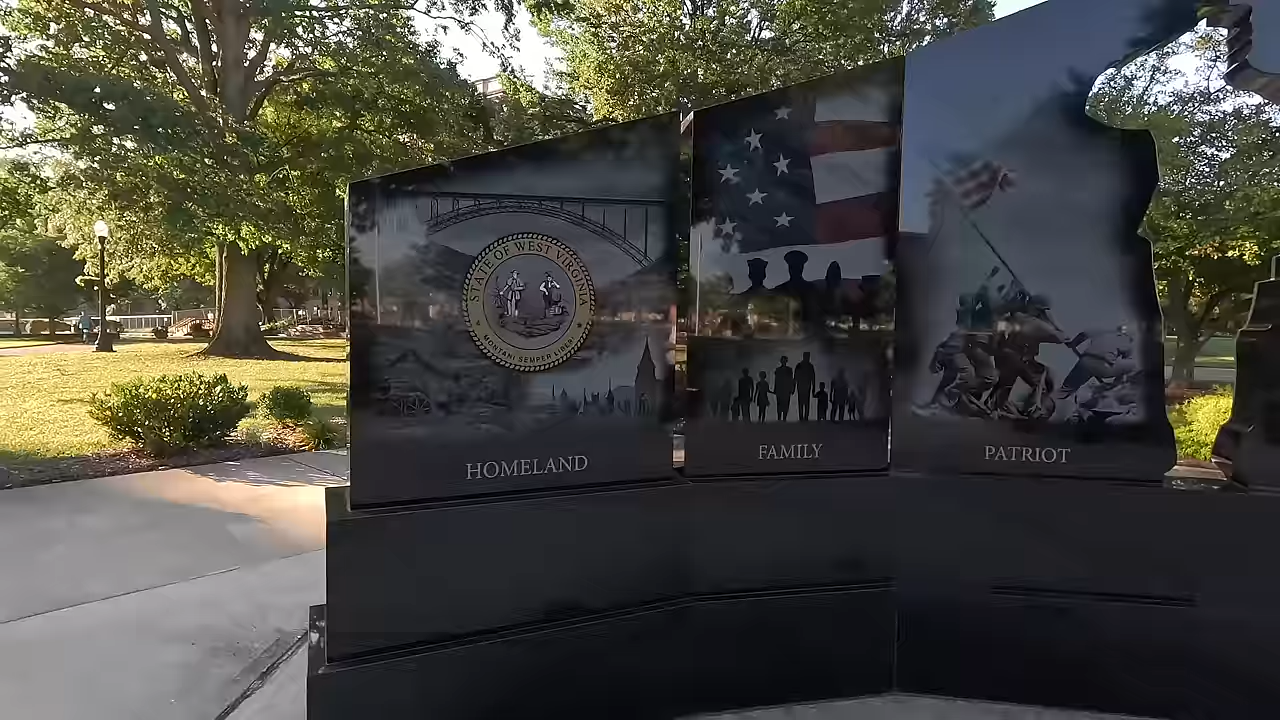 STATE OF WEST VIRGINIA
MONTANI SEMPER LIBERI
HOMELAND
FAMILY
PATRIOT